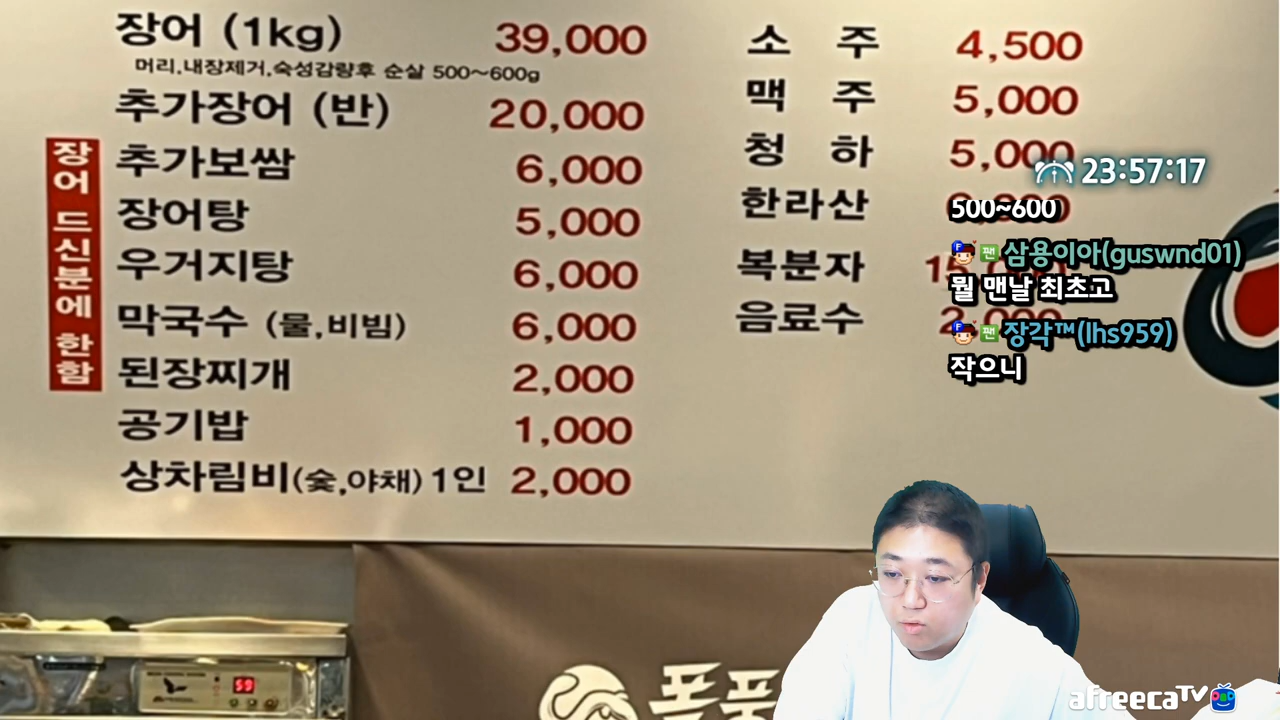 장어 (1kg) 39,000
머리,내장제거,숙성감량후 순살 500~600g
추가장어 (반) 20,000
추가보쌈 6,000
장어탕 5,000
우거지탕 6,000
막국수 (물,비빔) 6,000
된장찌개 2,000
공기밥 1,000
상차림비(숯,야채) 1인 2,000
장어 드신분에 한함
소 주 4,500
맥 주 5,000
청 하 5,000
한라산
복분자
음료수 2,000
23:57:17
500~600
F 팬 삼용이아(guswnd01)
뭘 맨날 최초고
F 팬 장각™(lhs959)
작으니
59
afreecaTV